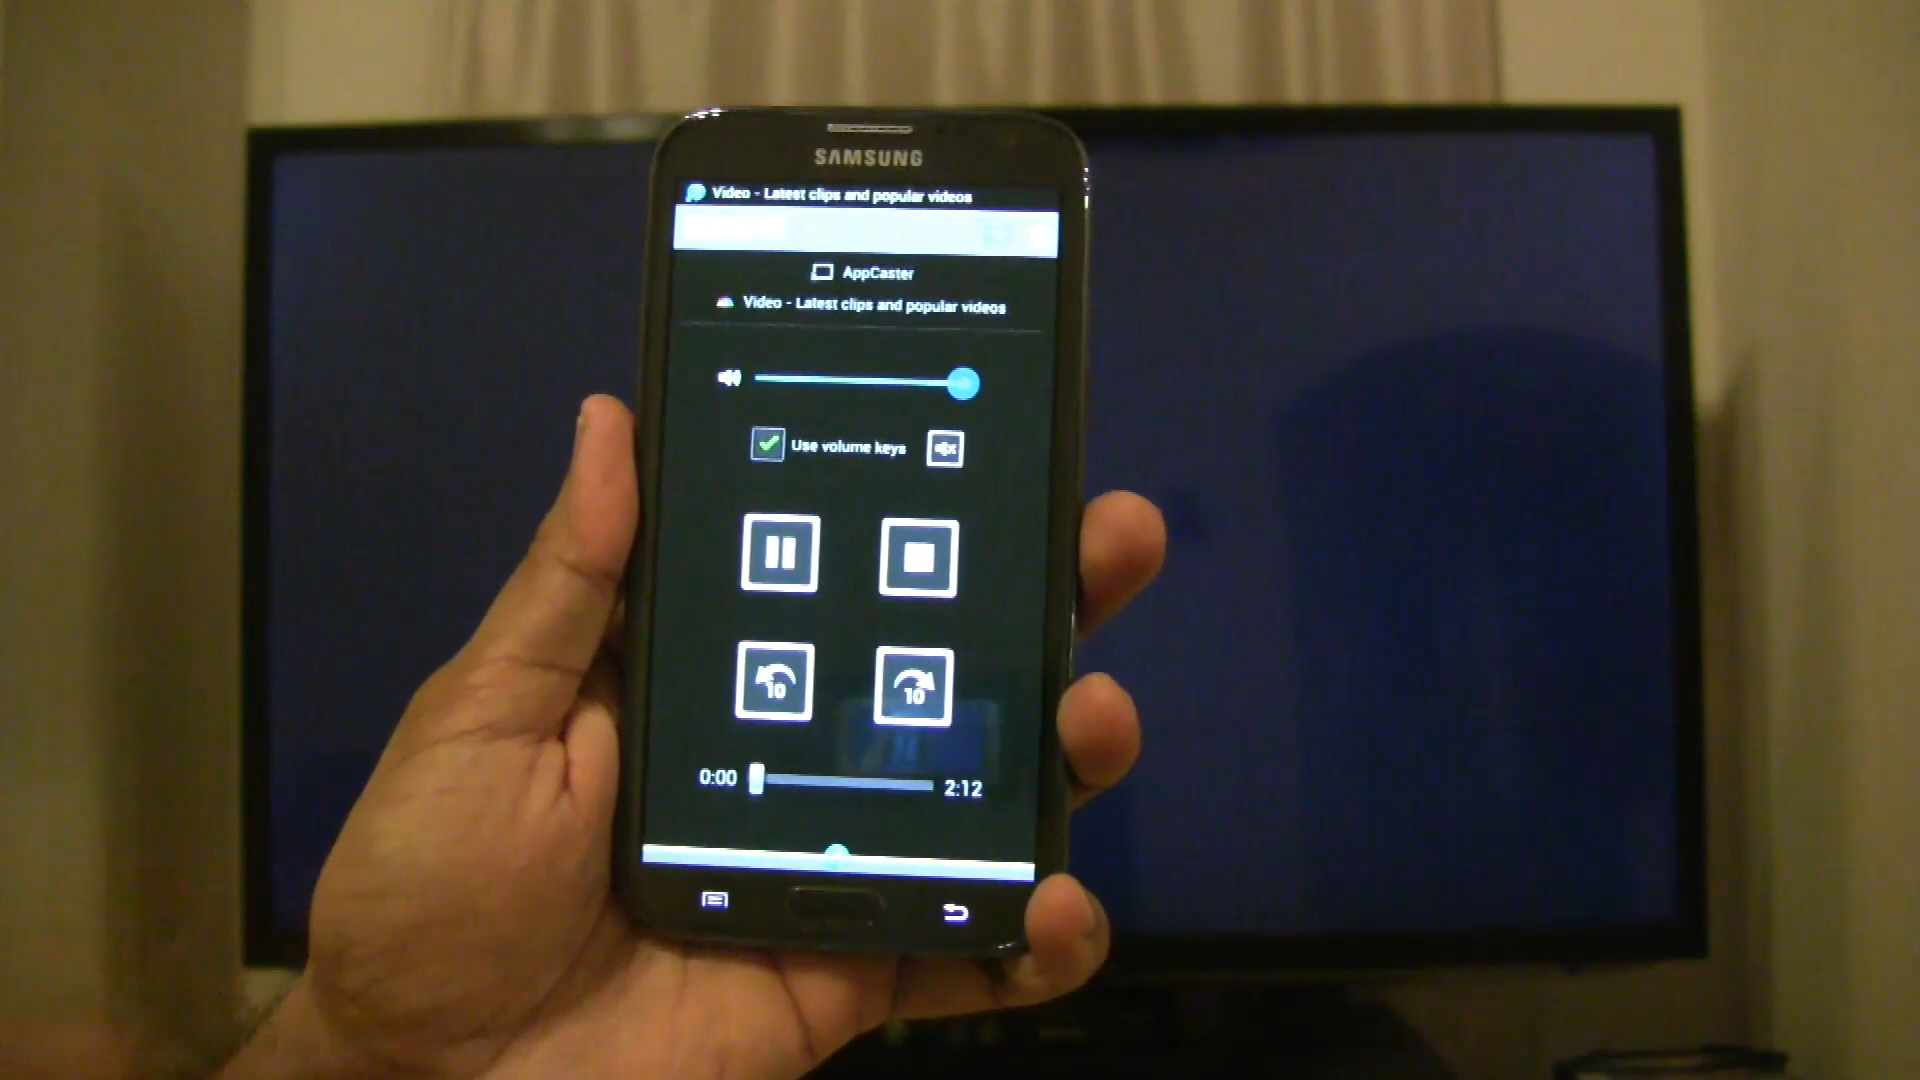 SAMSUNG
Video - Latest clips and popular videos
AppCaster
Video - Latest clips and popular videos
Use volume keys
10 10
0:00 2:12